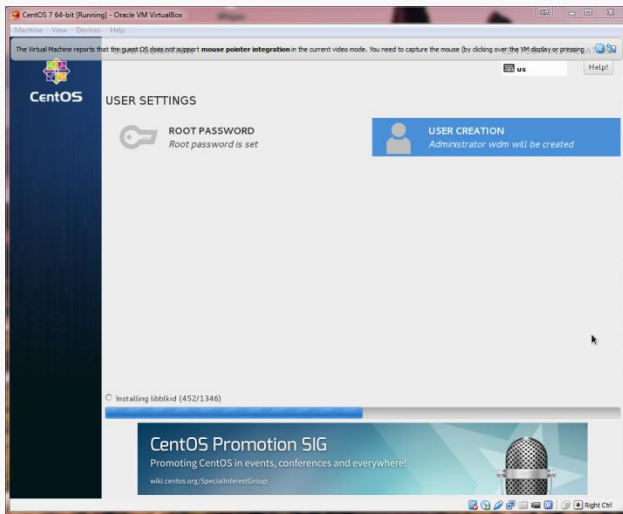 CentOS 7 64-bit [Running] - Oracle VM VirtualBox
Machine View Devices Help
The Virtual Machine reports that the guest OS does not support mouse pointer integration in the current video mode. You need to capture the mouse (by clicking over the VM display or pressing
us
Help!
CentOS
USER SETTINGS
ROOT PASSWORD
Root password is set
USER CREATION
Administrator wdm will be created
Installing libblkid (452/1346)
CentOS Promotion SIG
Promoting CentOS in events, conferences and everywhere!
wiki.centos.org/SpecialInterestGroup
Right Ctrl